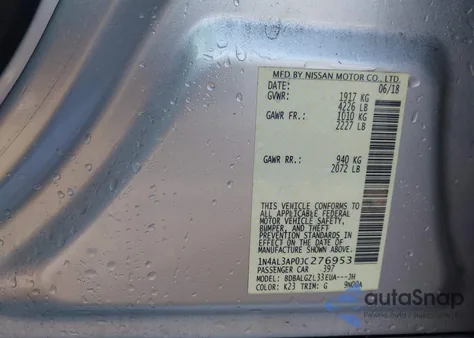 MFD BY NISSAN MOTOR CO., LTD.
DATE: 06/18
GVWR: 1917 KG
4226 LB
GAWR FR.: 1010 KG
2227 LB
GAWR RR.: 940 KG
2072 LB
THIS VEHICLE CONFORMS TO
ALL APPLICABLE FEDERAL
MOTOR VEHICLE SAFETY,
BUMPER, AND THEFT
PREVENTION STANDARDS
IN EFFECT ON THE DATE OF
MANUFACTURE SHOWN ABOVE.
1N4AL3AP0JC276953
PASSENGER CAR 397
MODEL: BDBALGZL33EUA---JH
COLOR: K23 TRIM: G
autoSnap
www.autosnap